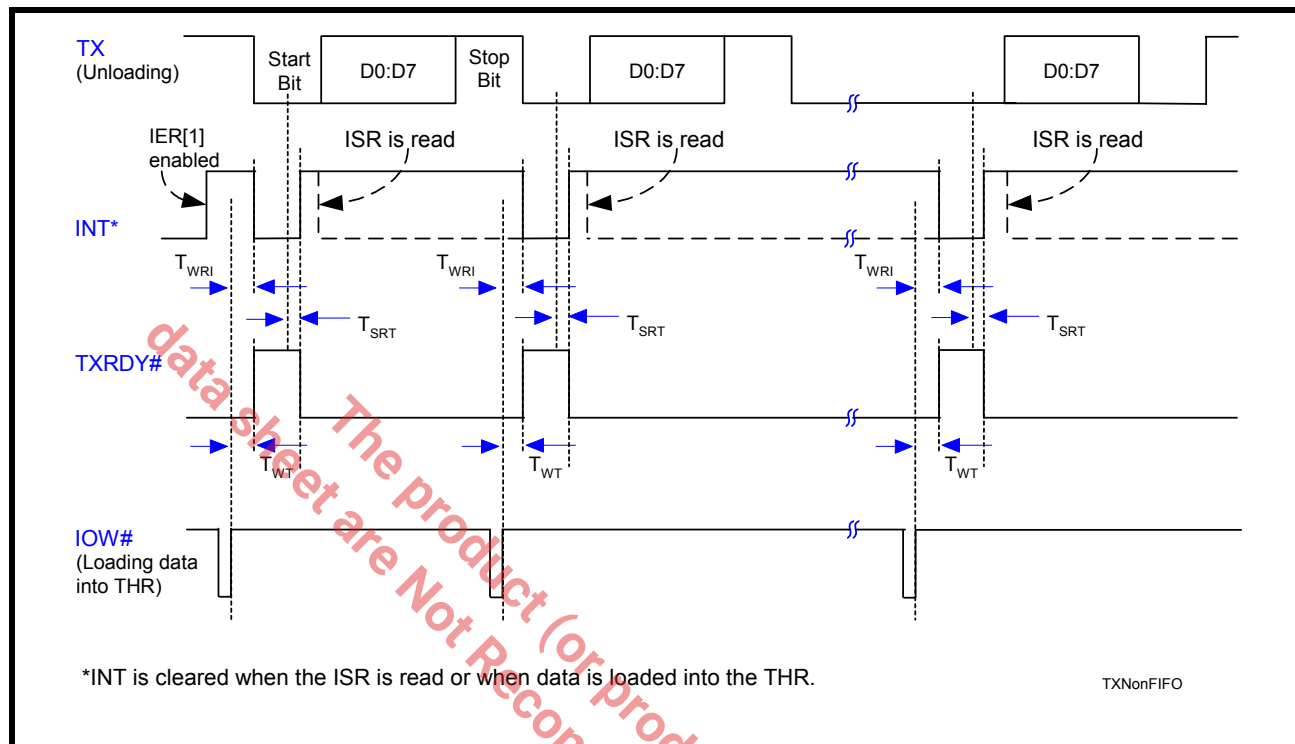 TX
(Unloading)
Start
Bit
D0:D7
Stop
Bit
D0:D7
D0:D7
IER[1]
enabled
ISR is read
ISR is read
ISR is read
INT*
TWRI
TWRI
TWRI
TSRT
TSRT
TSRT
TXRDY#
TWT
TWT
TWT
IOW#
(Loading data
into THR)
*INT is cleared when the ISR is read or when data is loaded into the THR.
TXNonFIFO
The product (or prod
data sheet are Not Recon